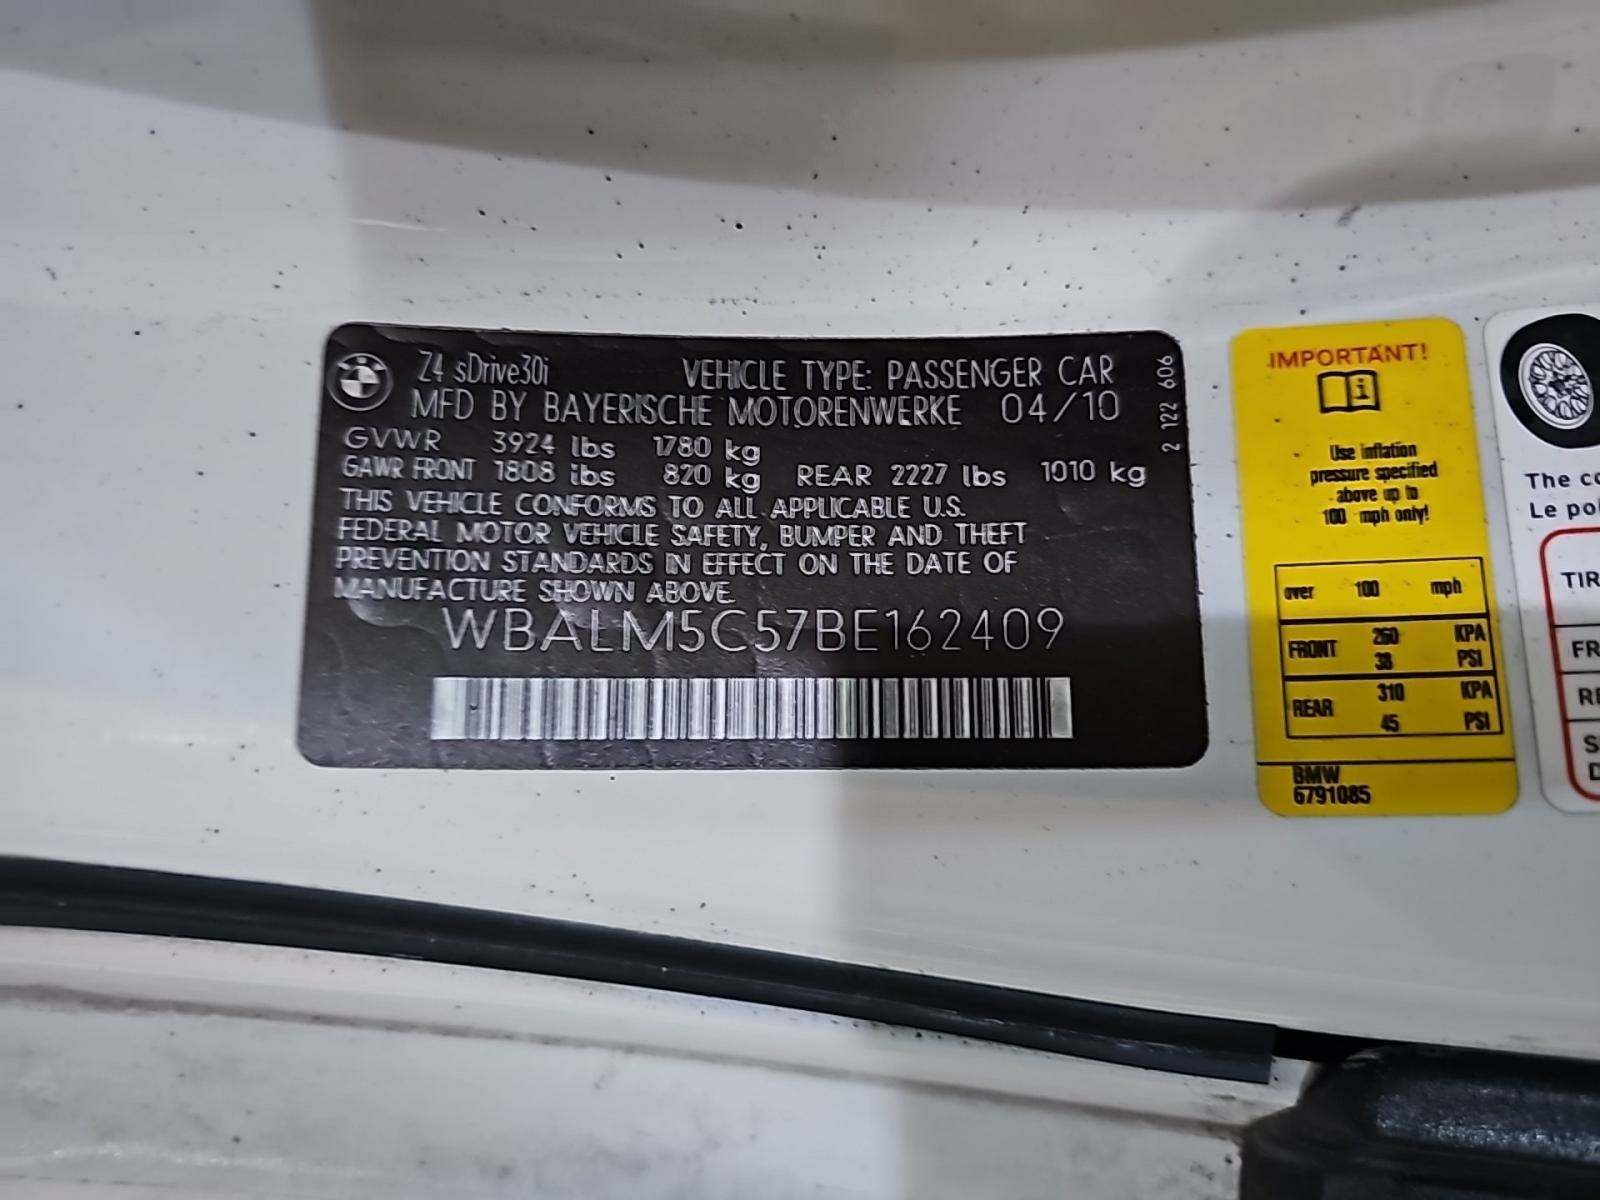 Z4 sDrive30i VEHICLE TYPE: PASSENGER CAR
MFD BY BAYERISCHE MOTORENWERKE 04/10
GVWR 3924 lbs 1780 kg
GAWR FRONT 1808 lbs 820 kg REAR 2227 lbs 1010 kg
THIS VEHICLE CONFORMS TO ALL APPLICABLE U.S.
FEDERAL MOTOR VEHICLE SAFETY, BUMPER AND THEFT
PREVENTION STANDARDS IN EFFECT ON THE DATE OF
MANUFACTURE SHOWN ABOVE.
WBALM5C57BE162409
2 122 606
IMPORTANT!
i
Use inflation
pressure specified
above up to
100 mph only!
over 100 mph
FRONT 260 KPA
38 PSI
REAR 310 KPA
45 PSI
BMW
6791085
The
Le